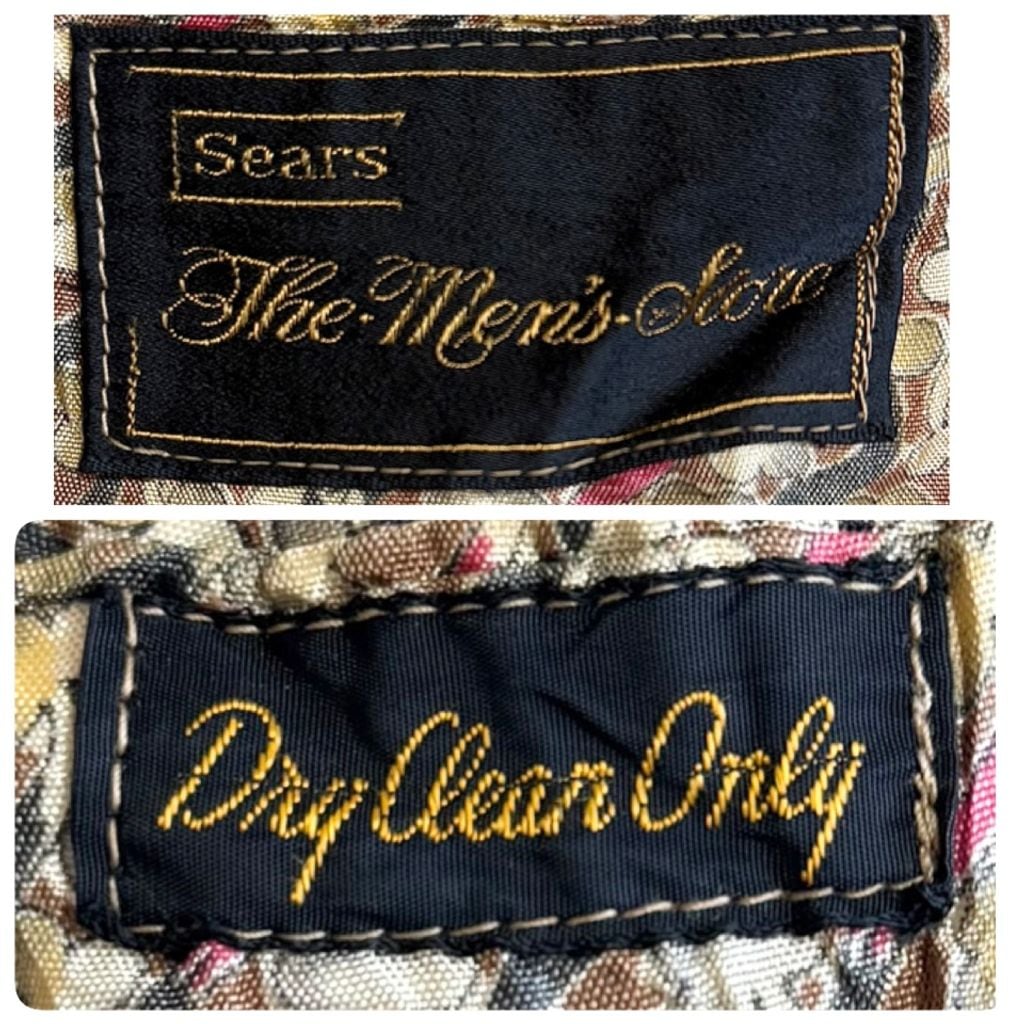 Sears
The Men's Store
Dry Clean Only